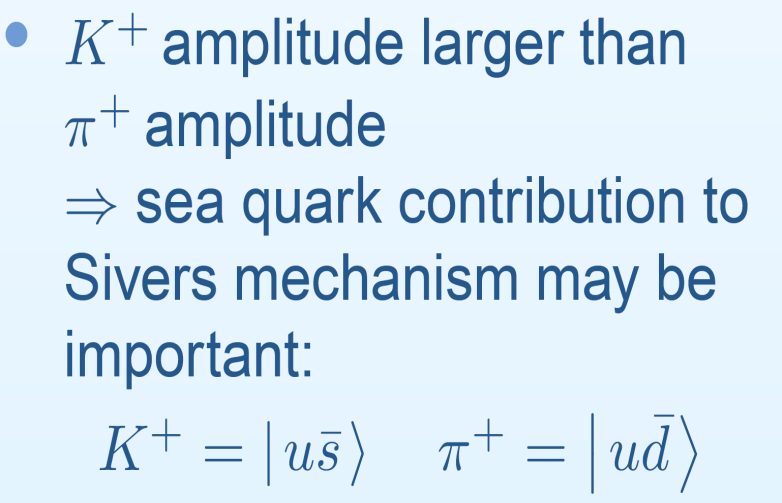 • K⁺ amplitude larger than
π⁺ amplitude
⇒ sea quark contribution to
Sivers mechanism may be
important:
K⁺ = |us̄⟩ π⁺ = |ud̄⟩